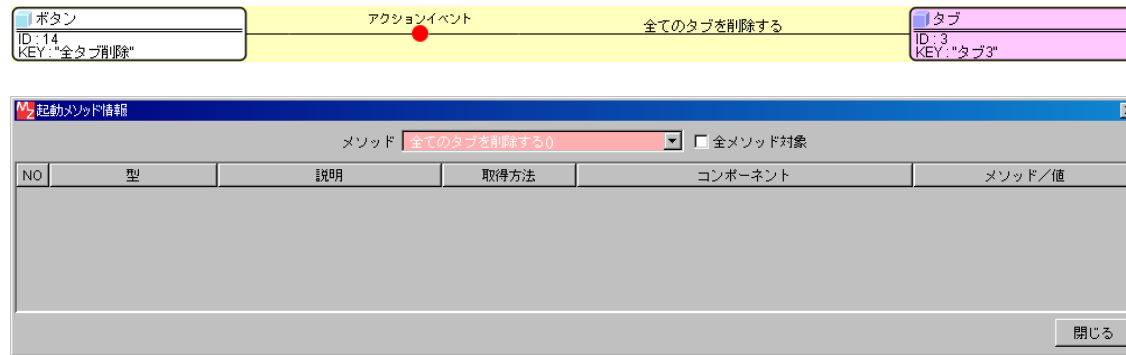 ボタン
ID：14
KEY："全タブ削除"
アクションイベント
全てのタブを削除する
タブ
ID：3
KEY："タブ3"
起動メソッド情報
メソッド 全てのタブを削除する() 全メソッド対象
NO 型 説明 取得方法 コンポーネント メソッド／値
閉じる